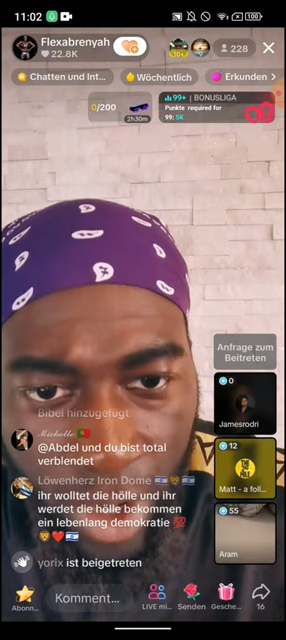 11:02
100
Flexabrenyah
22.8K
30+
228
Chatten und Int...
Wöchentlich
Erkunden
0/200
2h30m
99+ | BONUSLIGA
Punkte required for
99: 5K
Anfrage zum
Beitreten
Bibel hinzugefügt
0
Jamesrodri
Michelle
@Abdel und du bist total
verblendet
12
Matt - a foll...
Löwenherz Iron Dome
ihr wolltet die hölle und ihr
werdet die hölle bekommen
ein lebenlang demokratie 💯
55
Aram
yorix ist beigetreten
Abonn...
Komment...
LIVE mi...
Senden
Gesche...
16